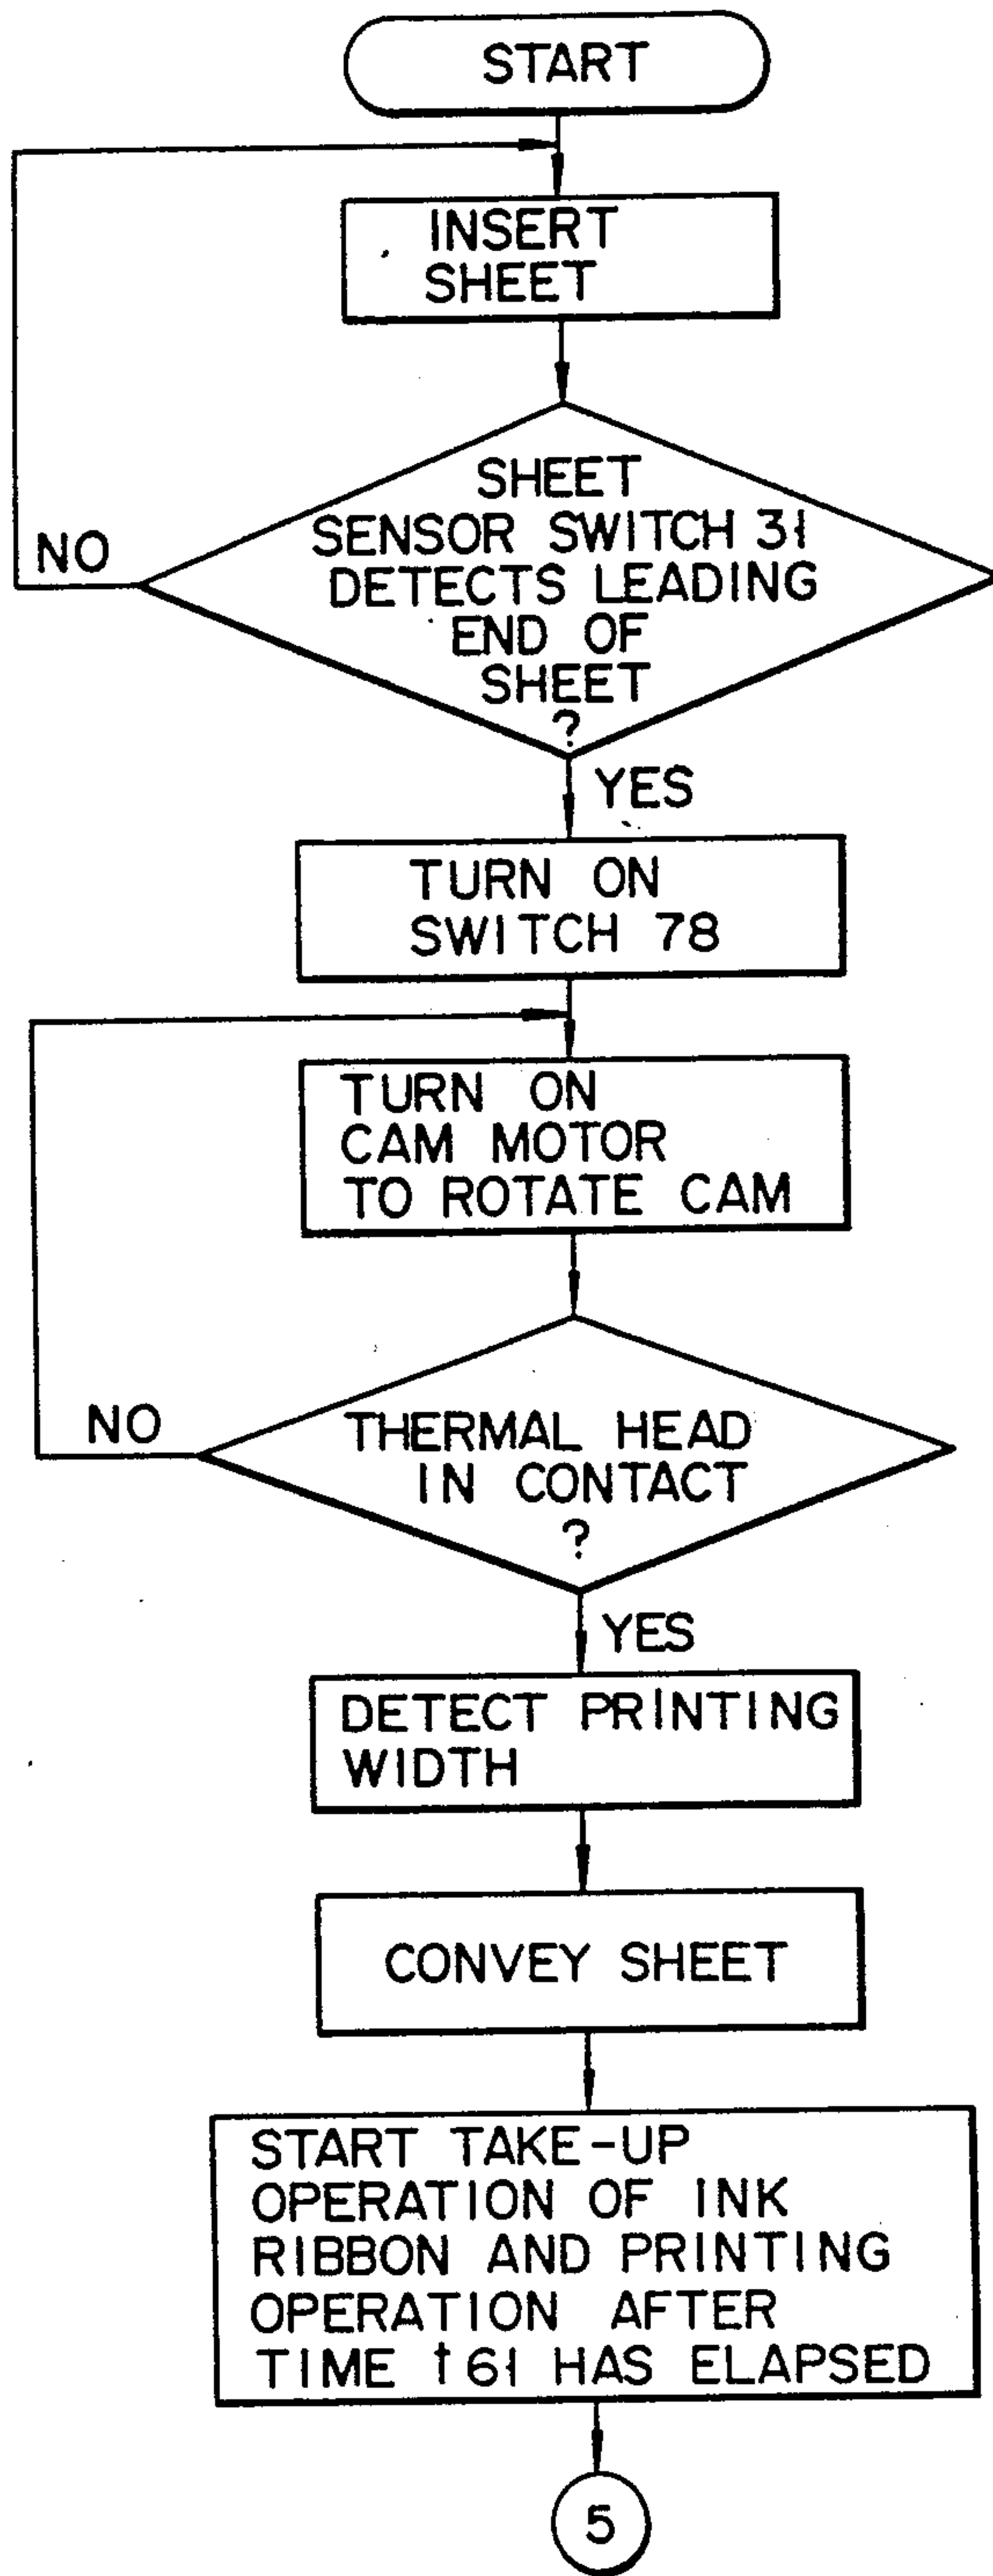 START
INSERT
SHEET
SHEET
SENSOR SWITCH 31
DETECTS LEADING
END OF
SHEET
?
NO
YES
TURN ON
SWITCH 78
TURN ON
CAM MOTOR
TO ROTATE CAM
THERMAL HEAD
IN CONTACT
?
NO
YES
DETECT PRINTING
WIDTH
CONVEY SHEET
START TAKE-UP
OPERATION OF INK
RIBBON AND PRINTING
OPERATION AFTER
TIME t61 HAS ELAPSED
5